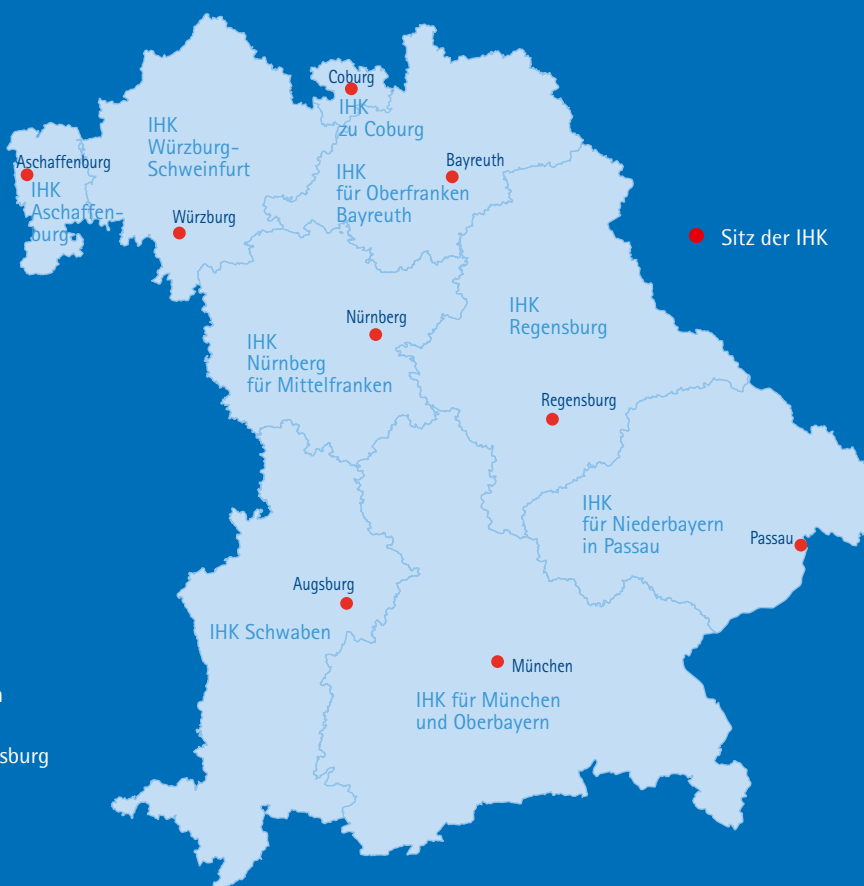 Coburg
IHK
zu Coburg
IHK
Würzburg-
Schweinfurt
Aschaffenburg
IHK
Aschaffen-
burg
Bayreuth
IHK
für Oberfranken
Bayreuth
Würzburg
Sitz der IHK
Nürnberg
IHK
Nürnberg
für Mittelfranken
IHK
Regensburg
Regensburg
IHK
für Niederbayern
in Passau
Passau
Augsburg
IHK Schwaben
München
IHK für München
und Oberbayern
sburg